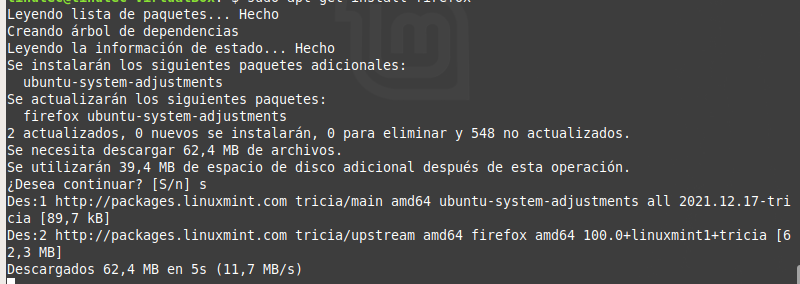 $ sudo apt-get install firefox
Leyendo lista de paquetes... Hecho
Creando árbol de dependencias
Leyendo la información de estado... Hecho
Se instalarán los siguientes paquetes adicionales:
  ubuntu-system-adjustments
Se actualizarán los siguientes paquetes:
  firefox ubuntu-system-adjustments
2 actualizados, 0 nuevos se instalarán, 0 para eliminar y 548 no actualizados.
Se necesita descargar 62,4 MB de archivos.
Se utilizarán 39,4 MB de espacio de disco adicional después de esta operación.
¿Desea continuar? [S/n] s
Des:1 http://packages.linuxmint.com tricia/main amd64 ubuntu-system-adjustments all 2021.12.17-tri
cia [89,7 kB]
Des:2 http://packages.linuxmint.com tricia/upstream amd64 firefox amd64 100.0+linuxmint1+tricia [6
2,3 MB]
Descargados 62,4 MB en 5s (11,7 MB/s)